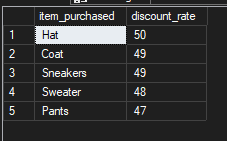 item_purchased discount_rate
1 Hat 50
2 Coat 49
3 Sneakers 49
4 Sweater 48
5 Pants 47